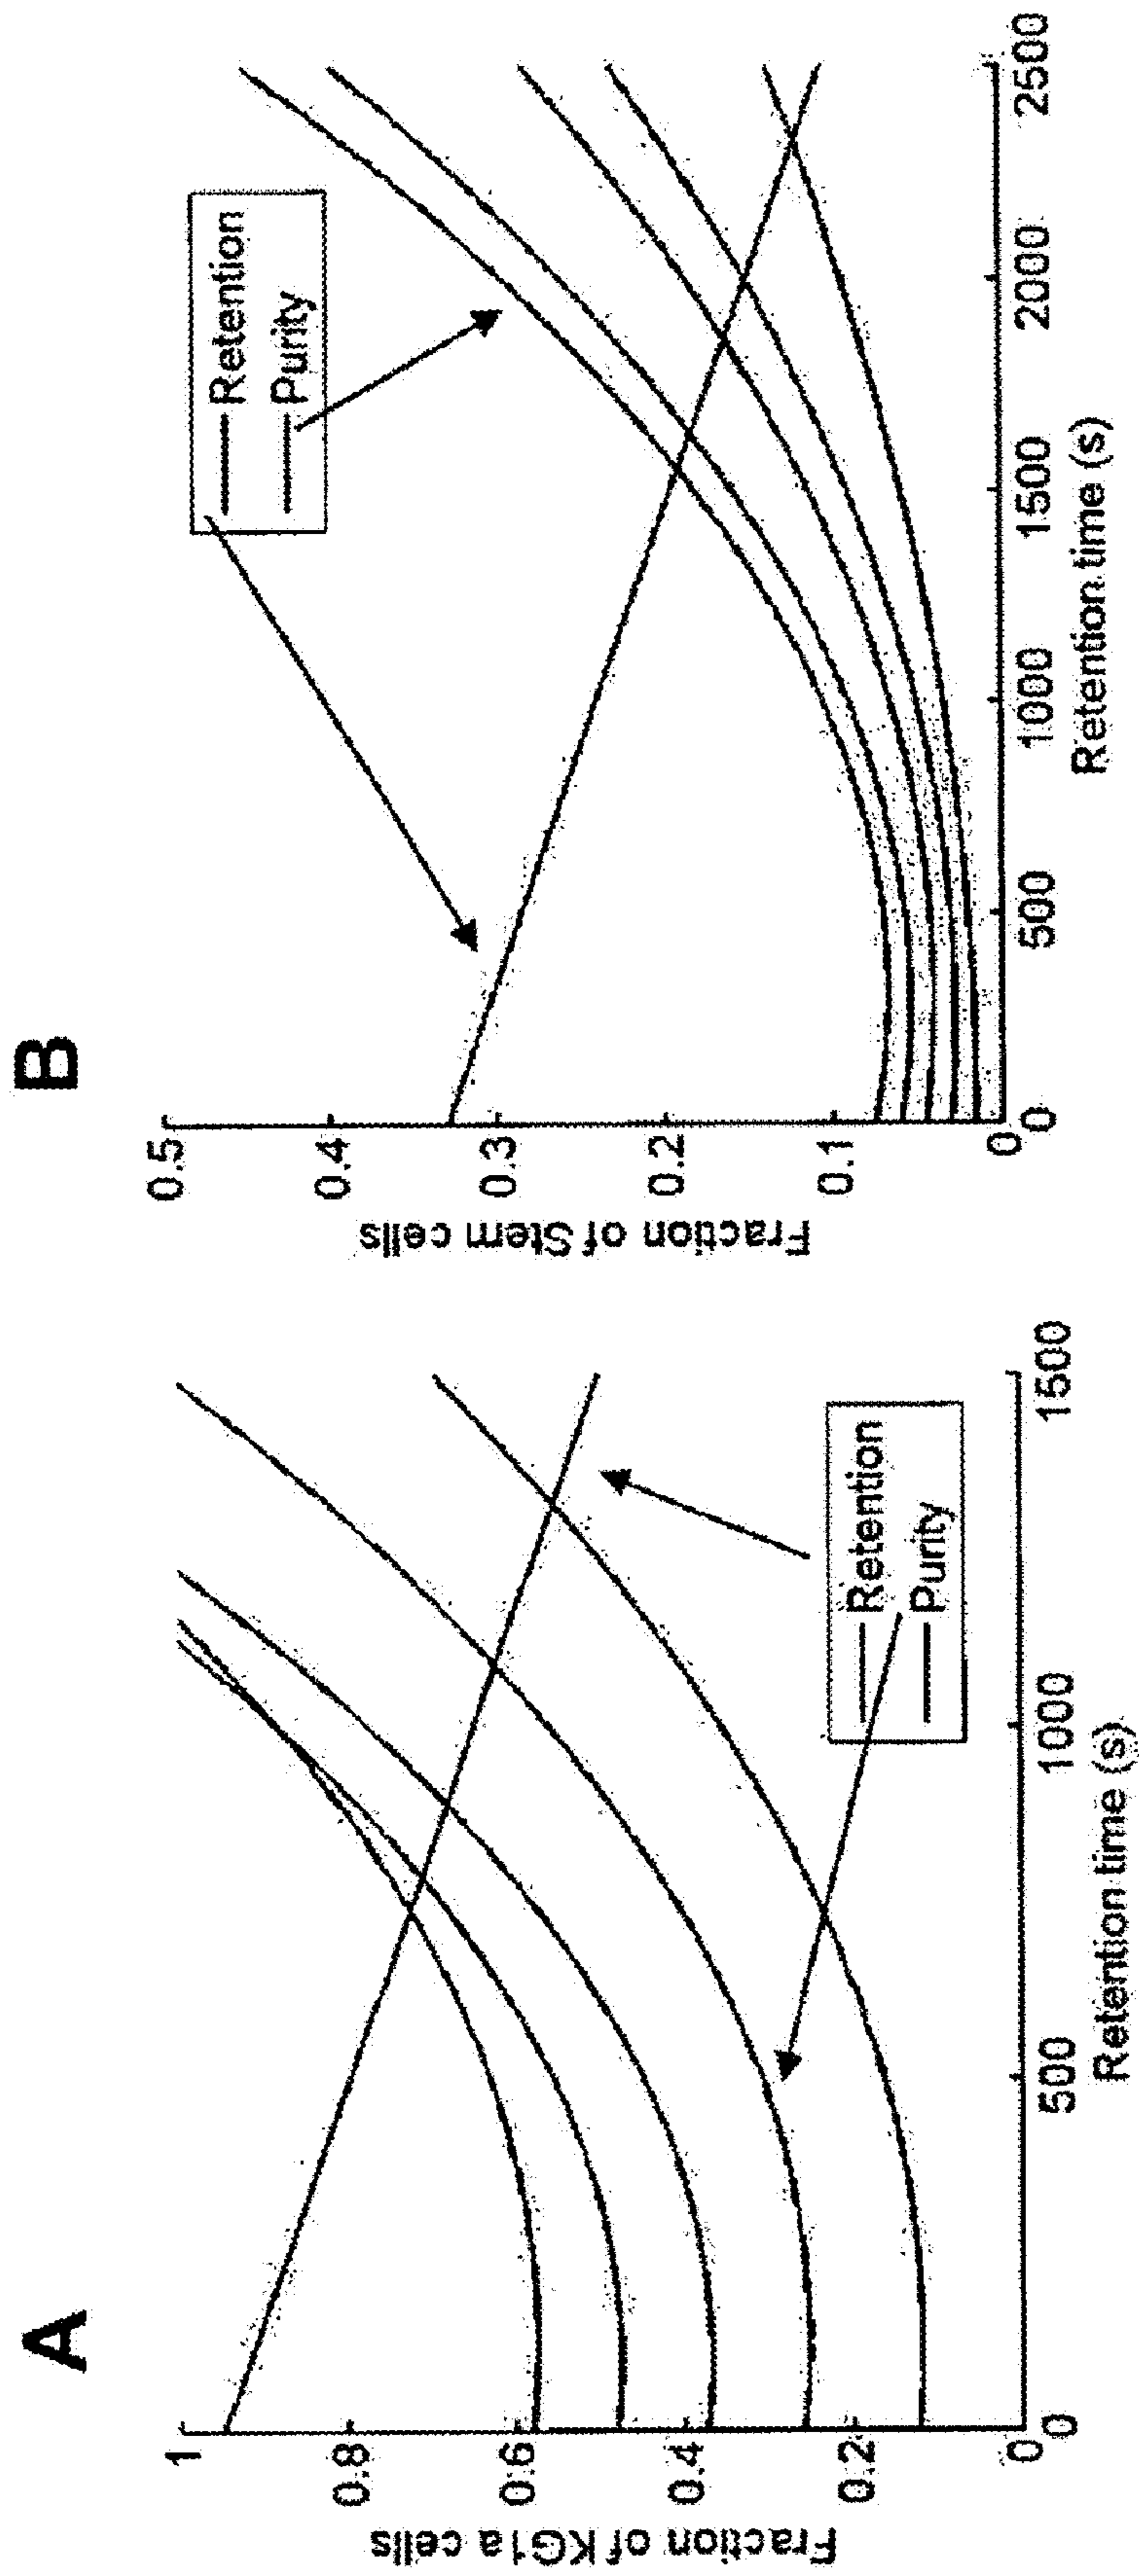 A
Fraction of KG1a cells
1
0.8
0.6
0.4
0.2
0
0
500
1000
1500
Retention time (s)
Retention
Purity
B
Fraction of Stem cells
0.5
0.4
0.3
0.2
0.1
0
0
500
1000
1500
2000
2500
Retention time (s)
Retention
Purity